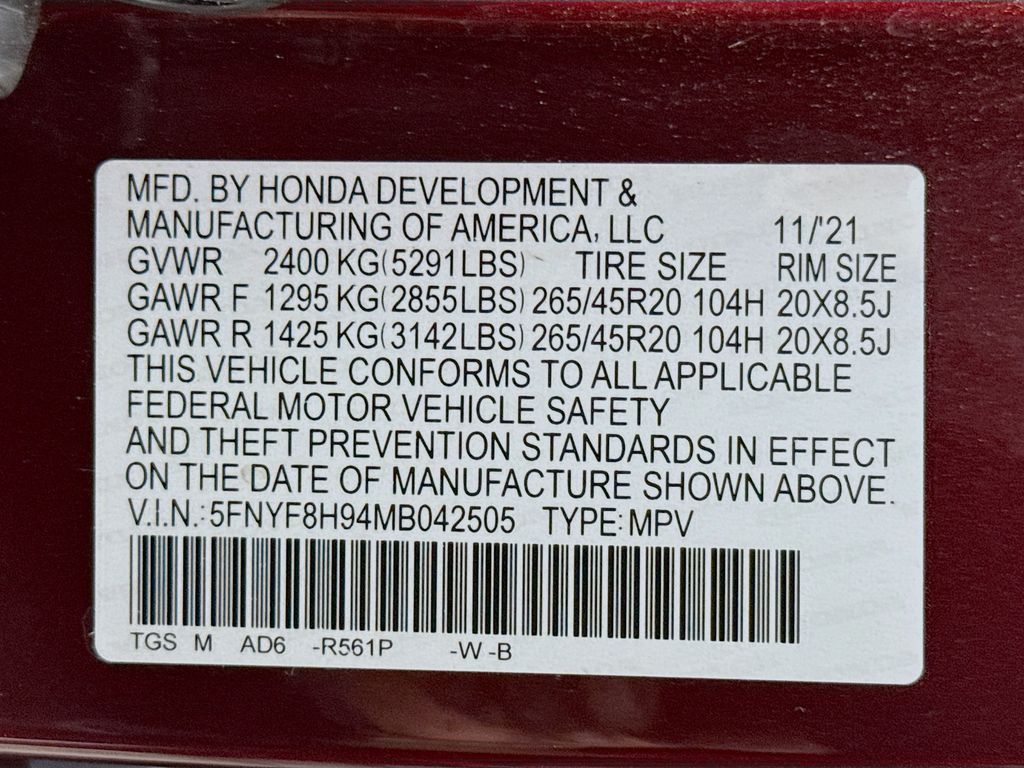 MFD. BY HONDA DEVELOPMENT &
MANUFACTURING OF AMERICA, LLC 11/'21
GVWR 2400 KG(5291LBS) TIRE SIZE RIM SIZE
GAWR F 1295 KG(2855LBS) 265/45R20 104H 20X8.5J
GAWR R 1425 KG(3142LBS) 265/45R20 104H 20X8.5J
THIS VEHICLE CONFORMS TO ALL APPLICABLE
FEDERAL MOTOR VEHICLE SAFETY
AND THEFT PREVENTION STANDARDS IN EFFECT
ON THE DATE OF MANUFACTURE SHOWN ABOVE.
V.I.N.:5FNYF8H94MB042505 TYPE:MPV
TGS M AD6 -R561P -W -B